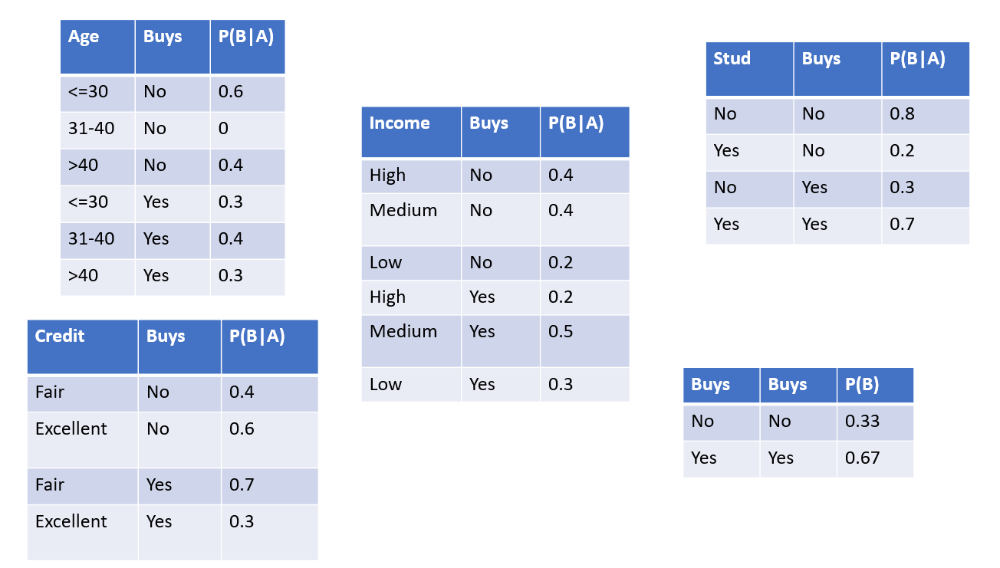 Age Buys P(B|A)
<=30 No 0.6
31-40 No 0
>40 No 0.4
<=30 Yes 0.3
31-40 Yes 0.4
>40 Yes 0.3
Credit Buys P(B|A)
Fair No 0.4
Excellent No 0.6
Fair Yes 0.7
Excellent Yes 0.3
Income Buys P(B|A)
High No 0.4
Medium No 0.4
Low No 0.2
High Yes 0.2
Medium Yes 0.5
Low Yes 0.3
Stud Buys P(B|A)
No No 0.8
Yes No 0.2
No Yes 0.3
Yes Yes 0.7
Buys Buys P(B)
No No 0.33
Yes Yes 0.67